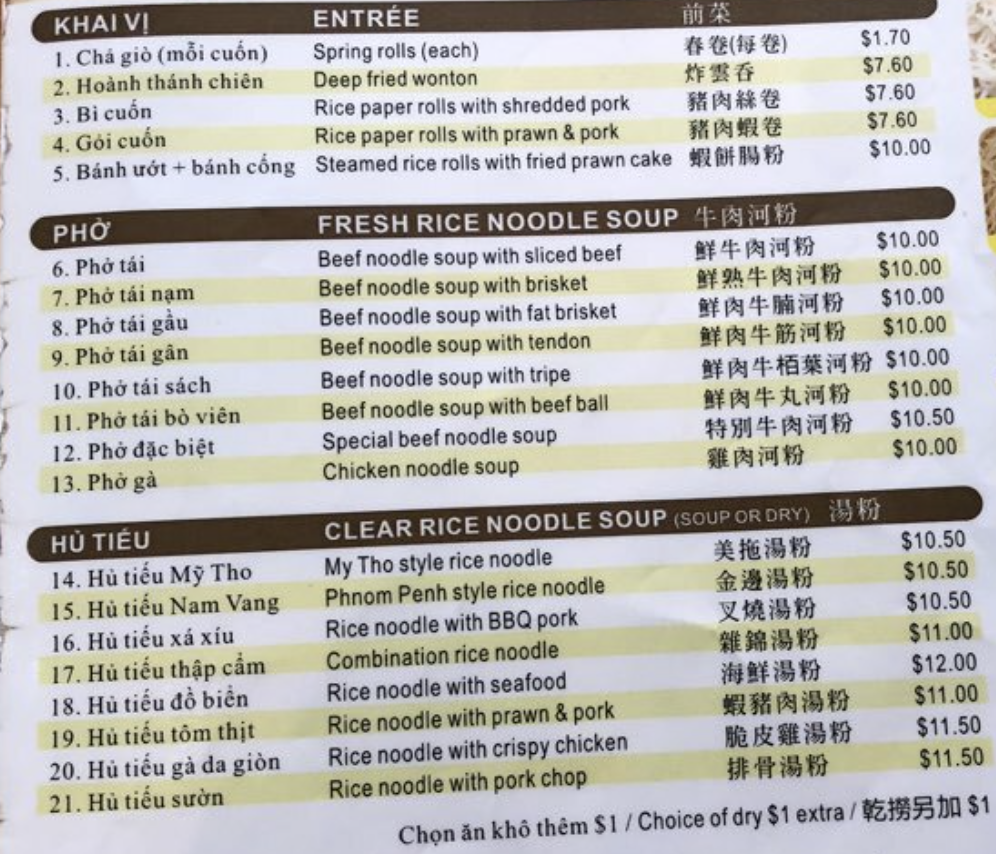 KHAI VỊ ENTRÉE 前菜
1. Chá giò (mỗi cuốn) Spring rolls (each) 春卷(每卷) $1.70
2. Hoành thánh chiên Deep fried wonton 炸雲吞 $7.60
3. Bì cuốn Rice paper rolls with shredded pork 豬肉絲卷 $7.60
4. Gỏi cuốn Rice paper rolls with prawn & pork 豬肉蝦卷 $7.60
5. Bánh ướt + bánh cống Steamed rice rolls with fried prawn cake 蝦餅腸粉 $10.00
PHỞ FRESH RICE NOODLE SOUP 牛肉河粉
6. Phở tái Beef noodle soup with sliced beef 鮮牛肉河粉 $10.00
7. Phở tái nạm Beef noodle soup with brisket 鮮熟牛肉河粉 $10.00
8. Phở tái gầu Beef noodle soup with fat brisket 鮮肉牛腩河粉 $10.00
9. Phở tái gân Beef noodle soup with tendon 鮮肉牛筋河粉 $10.00
10. Phở tái sách Beef noodle soup with tripe 鮮肉牛栢葉河粉 $10.00
11. Phở tái bò viên Beef noodle soup with beef ball 鮮肉牛丸河粉 $10.00
12. Phở đặc biệt Special beef noodle soup 特別牛肉河粉 $10.50
13. Phở gà Chicken noodle soup 雞肉河粉 $10.00
HỦ TIẾU CLEAR RICE NOODLE SOUP (SOUP OR DRY) 湯粉
14. Hủ tiếu Mỹ Tho My Tho style rice noodle 美拖湯粉 $10.50
15. Hủ tiếu Nam Vang Phnom Penh style rice noodle 金邊湯粉 $10.50
16. Hủ tiếu xá xíu Rice noodle with BBQ pork 叉燒湯粉 $10.50
17. Hủ tiếu thập cẩm Combination rice noodle 雜錦湯粉 $11.00
18. Hủ tiếu đồ biển Rice noodle with seafood 海鮮湯粉 $12.00
19. Hủ tiếu tôm thịt Rice noodle with prawn & pork 蝦豬肉湯粉 $11.00
20. Hủ tiếu gà da giòn Rice noodle with crispy chicken 脆皮雞湯粉 $11.50
21. Hủ tiếu sườn Rice noodle with pork chop 排骨湯粉 $11.50
Chọn ăn khô thêm $1 / Choice of dry $1 extra / 乾撈另加 $1